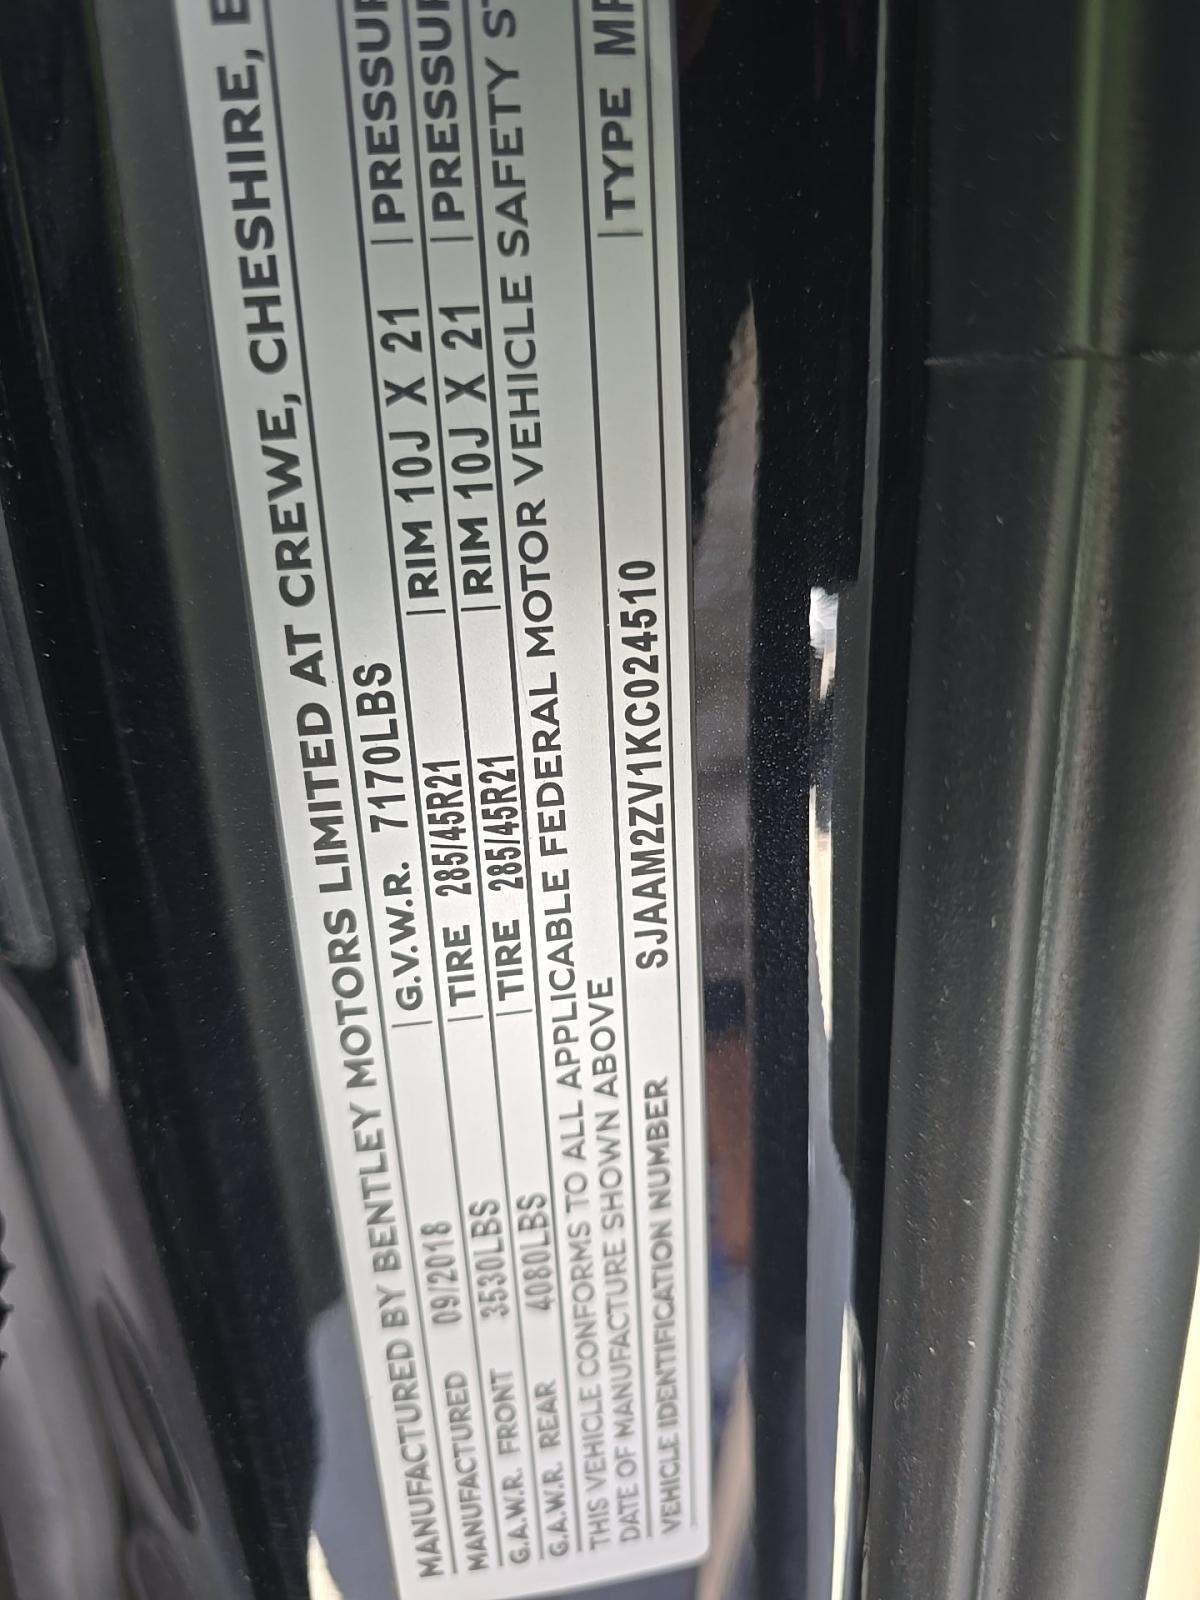 MANUFACTURED BY BENTLEY MOTORS LIMITED AT CREWE, CHESHIRE,
MANUFACTURED 09/2018 | G.V.W.R. 7170LBS
G.A.W.R. FRONT 3530LBS | TIRE 285/45R21 | RIM 10J X 21 | PRESSUR
G.A.W.R. REAR 4080LBS | TIRE 285/45R21 | RIM 10J X 21 | PRESSUR
THIS VEHICLE CONFORMS TO ALL APPLICABLE FEDERAL MOTOR VEHICLE SAFETY ST
DATE OF MANUFACTURE SHOWN ABOVE
VEHICLE IDENTIFICATION NUMBER SJAAM2ZV1KC024510 | TYPE